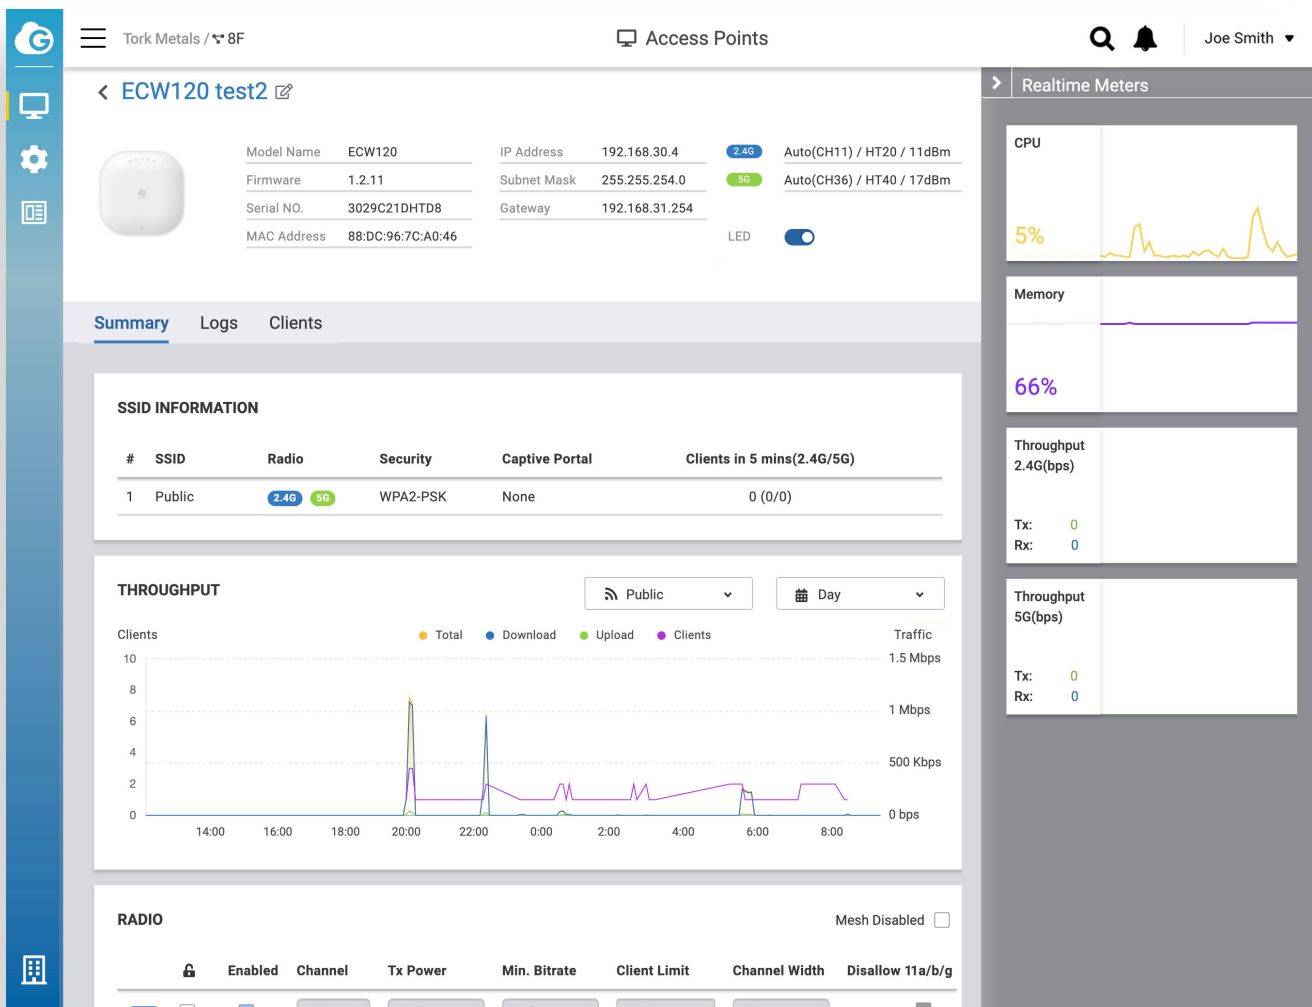 G
Tork Metals / 8F
Access Points
Joe Smith
ECW120 test2
Model Name ECW120
Firmware 1.2.11
Serial NO. 3029C21DHTD8
MAC Address 88:DC:96:7C:A0:46
IP Address 192.168.30.4
Subnet Mask 255.255.254.0
Gateway 192.168.31.254
2.4G Auto(CH11) / HT20 / 11dBm
5G Auto(CH36) / HT40 / 17dBm
LED
Summary Logs Clients
SSID INFORMATION
# SSID Radio Security Captive Portal Clients in 5 mins(2.4G/5G)
1 Public 2.4G 5G WPA2-PSK None 0 (0/0)
THROUGHPUT
Public
Day
Clients
Total Download Upload Clients
Traffic
10
8
6
4
2
0
1.5 Mbps
1 Mbps
500 Kbps
0 bps
14:00 16:00 18:00 20:00 22:00 0:00 2:00 4:00 6:00 8:00
RADIO
Mesh Disabled
Enabled Channel Tx Power Min. Bitrate Client Limit Channel Width Disallow 11a/b/g
Realtime Meters
CPU
5%
Memory
66%
Throughput
2.4G(bps)
Tx: 0
Rx: 0
Throughput
5G(bps)
Tx: 0
Rx: 0